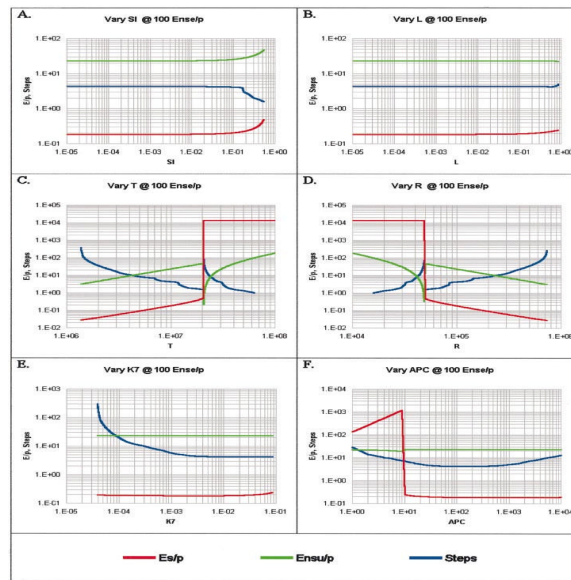 A.
Vary SI @ 100 Ense/p
E/p, Steps
1.E+02
1.E+01
1.E+00
1.E-01
1.E-05 1.E-04 1.E-03 1.E-02 1.E-01 1.E+00
SI
B.
Vary L @ 100 Ense/p
E/p, Steps
1.E+02
1.E+01
1.E+00
1.E-01
1.E-05 1.E-04 1.E-03 1.E-02 1.E-01 1.E+00
L
C.
Vary T @ 100 Ense/p
E/p, Steps
1.E+05
1.E+04
1.E+03
1.E+02
1.E+01
1.E+00
1.E-01
1.E-02
1.E+06 1.E+07 1.E+08
T
D.
Vary R @ 100 Ense/p
E/p, Steps
1.E+05
1.E+04
1.E+03
1.E+02
1.E+01
1.E+00
1.E-01
1.E-02
1.E+04 1.E+05 1.E+06
R
E.
Vary K7 @ 100 Ense/p
E/p, Steps
1.E+03
1.E+02
1.E+01
1.E+00
1.E-01
1.E-05 1.E-04 1.E-03 1.E-02 1.E-01
K7
F.
Vary APC @ 100 Ense/p
E/p, Steps
1.E+04
1.E+03
1.E+02
1.E+01
1.E+00
1.E-01
1.E+00 1.E+01 1.E+02 1.E+03 1.E+04
APC
Es/p Ensu/p Steps